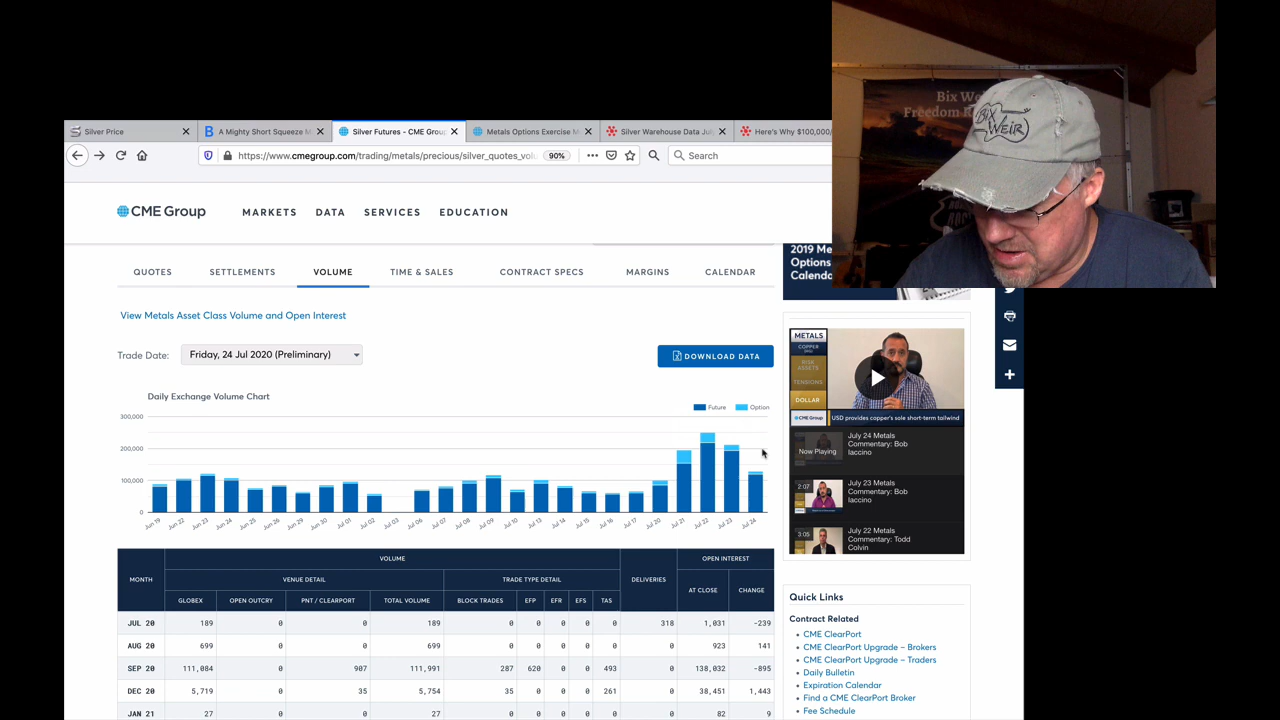 Bix We
Freedom R
BIX WEIR
Silver Price
A Mighty Short Squeeze M
Silver Futures - CME Grou
Metals Options Exercise M
Silver Warehouse Data Jul
Here's Why $100,000/
https://www.cmegroup.com/trading/metals/precious/silver_quotes_volu
90%
Search
CME Group
MARKETS DATA SERVICES EDUCATION
2019 Me
Options
Calenda
QUOTES SETTLEMENTS VOLUME TIME & SALES CONTRACT SPECS MARGINS CALENDAR
View Metals Asset Class Volume and Open Interest
Trade Date: Friday, 24 Jul 2020 (Preliminary)
DOWNLOAD DATA
Daily Exchange Volume Chart
Future Option
300,000
200,000
100,000
0
Jun 19 Jun 22 Jun 23 Jun 24 Jun 25 Jun 26 Jun 29 Jun 30 Jul 01 Jul 02 Jul 03 Jul 06 Jul 07 Jul 08 Jul 09 Jul 10 Jul 13 Jul 14 Jul 15 Jul 16 Jul 17 Jul 20 Jul 21 Jul 22 Jul 23 Jul 24
METALS
COPPER
RISK
ASSETS
TENSIONS
DOLLAR
CME Group USD provides copper's sole short-term tailwind
Now Playing
July 24 Metals
Commentary: Bob
Iaccino
2:07
July 23 Metals
Commentary: Bob
Iaccino
3:05
July 22 Metals
Commentary: Todd
Colvin
MONTH VOLUME DELIVERIES OPEN INTEREST
VENUE DETAIL TRADE TYPE DETAIL AT CLOSE CHANGE
GLOBEX OPEN OUTCRY PNT / CLEARPORT TOTAL VOLUME BLOCK TRADES EFP EFR EFS TAS
JUL 20 189 0 0 189 0 0 0 0 0 318 1,031 -239
AUG 20 699 0 0 699 0 0 0 0 0 0 923 141
SEP 20 111,084 0 907 111,991 287 620 0 0 493 0 138,032 -895
DEC 20 5,719 0 35 5,754 35 0 0 0 261 0 38,451 1,443
JAN 21 27 0 0 27 0 0 0 0 0 0 82 9
Quick Links
Contract Related
CME ClearPort
CME ClearPort Upgrade – Brokers
CME ClearPort Upgrade – Traders
Daily Bulletin
Expiration Calendar
Find a CME ClearPort Broker
Fee Schedule